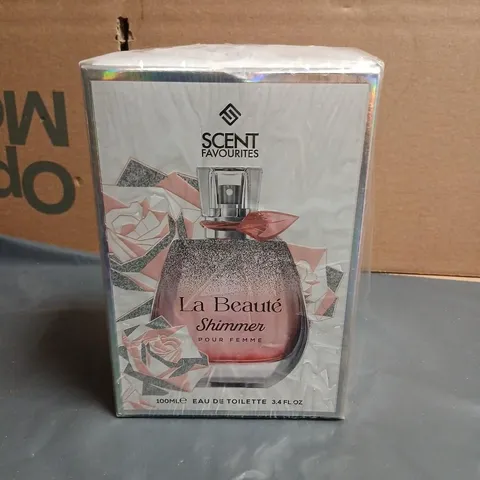 SCENT
FAVOURITES
La Beauté
Shimmer
POUR FEMME
100ML℮ EAU DE TOILETTE 3.4 FL OZ